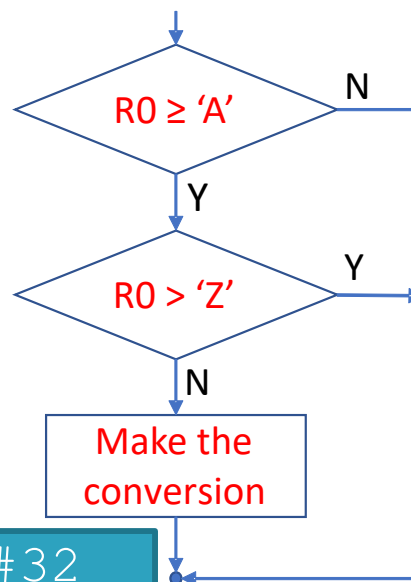 R0 ≥ ‘A’
N
Y
R0 > ‘Z’
Y
N
Make the
conversion
#32